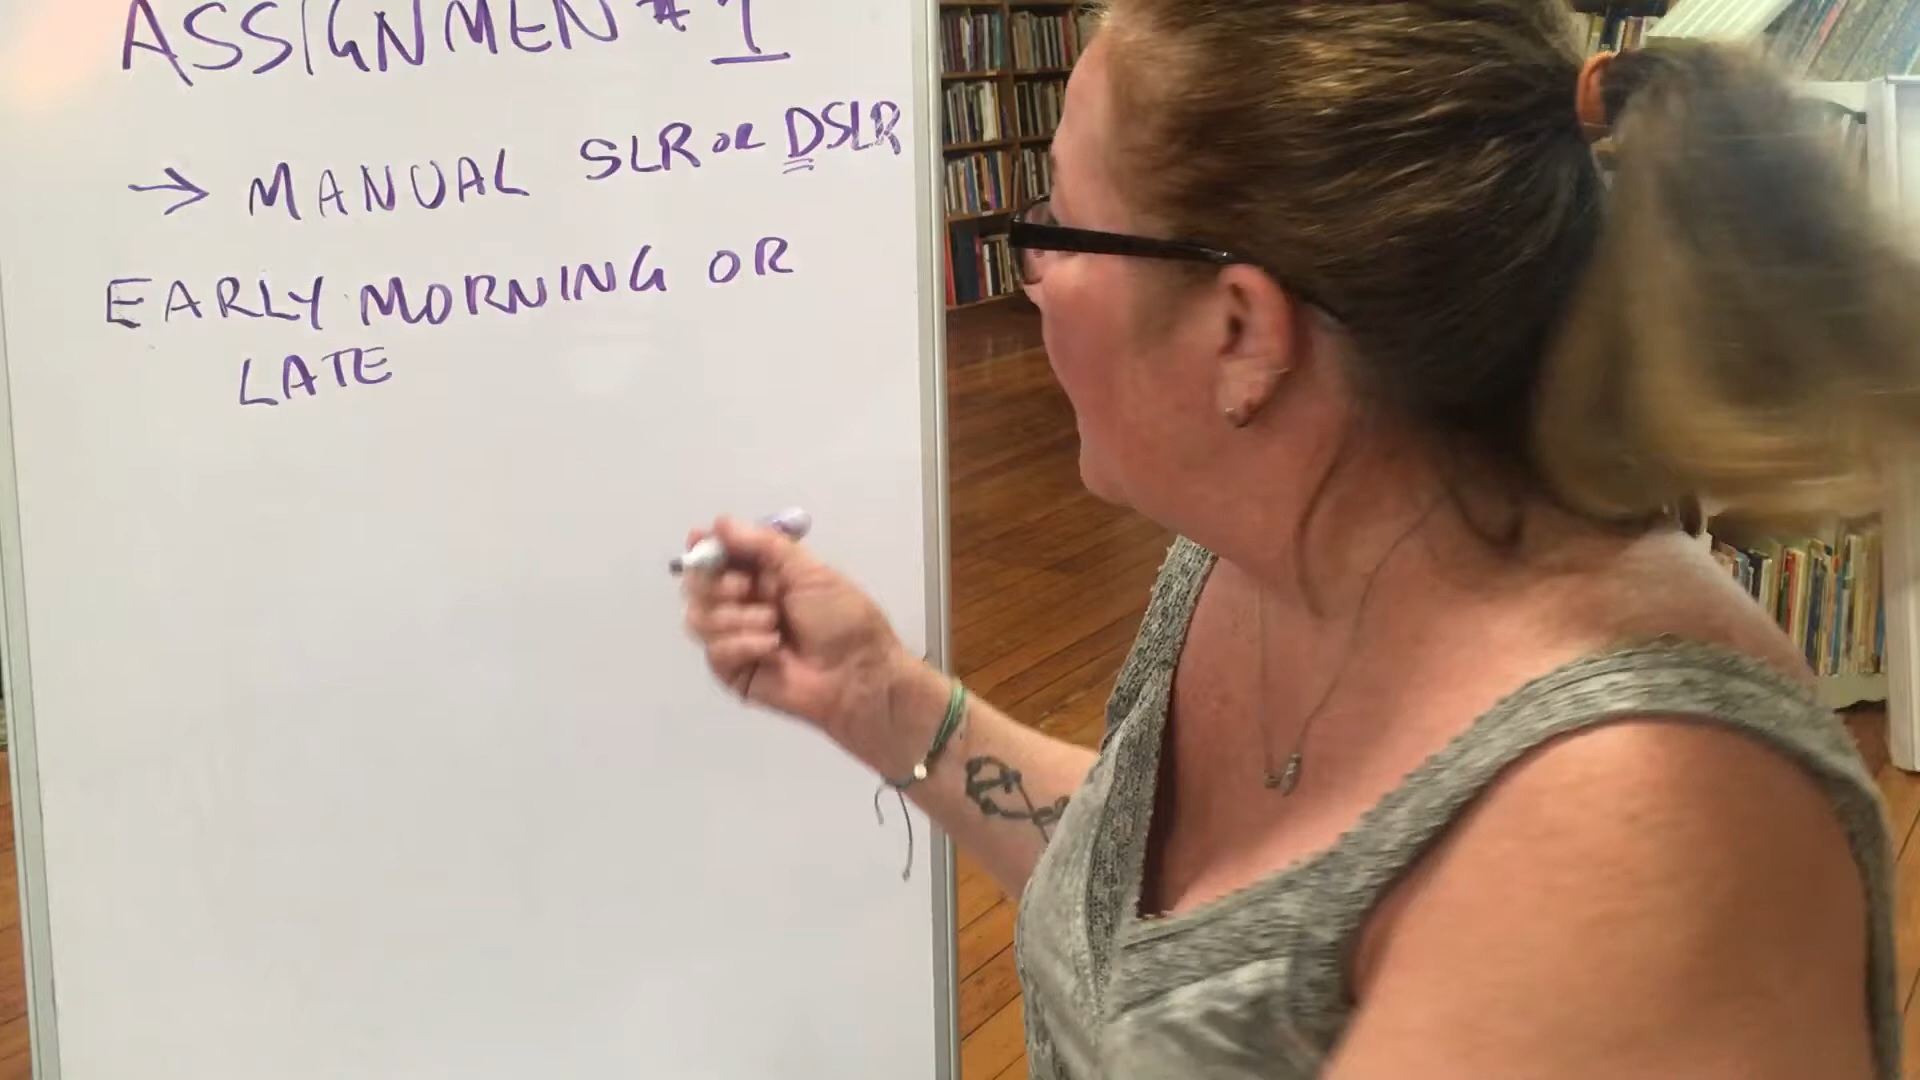 ASSIGNMEN # 1
→ MANUAL SLR OR DSLR
EARLY MORNING OR
LATE